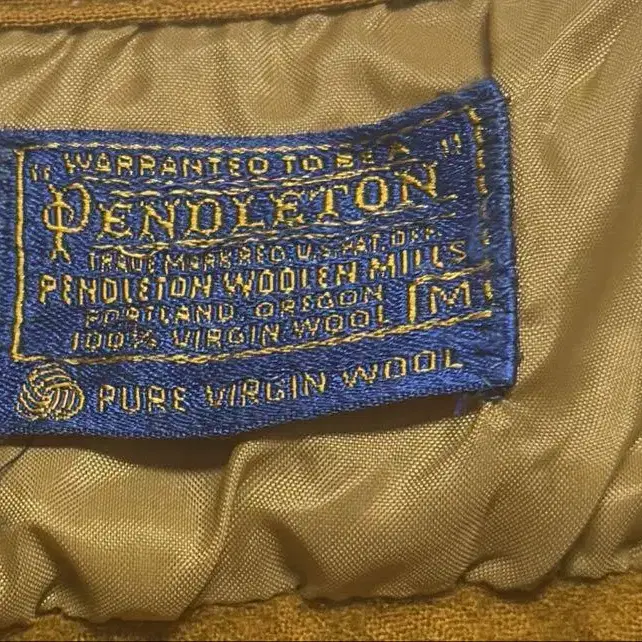 "WARRANTED TO BE A"
PENDLETON
TRADE MARK REG. U.S. PAT. OFF.
PENDLETON WOOLEN MILLS
PORTLAND, OREGON
100% VIRGIN WOOL
M
PURE VIRGIN WOOL